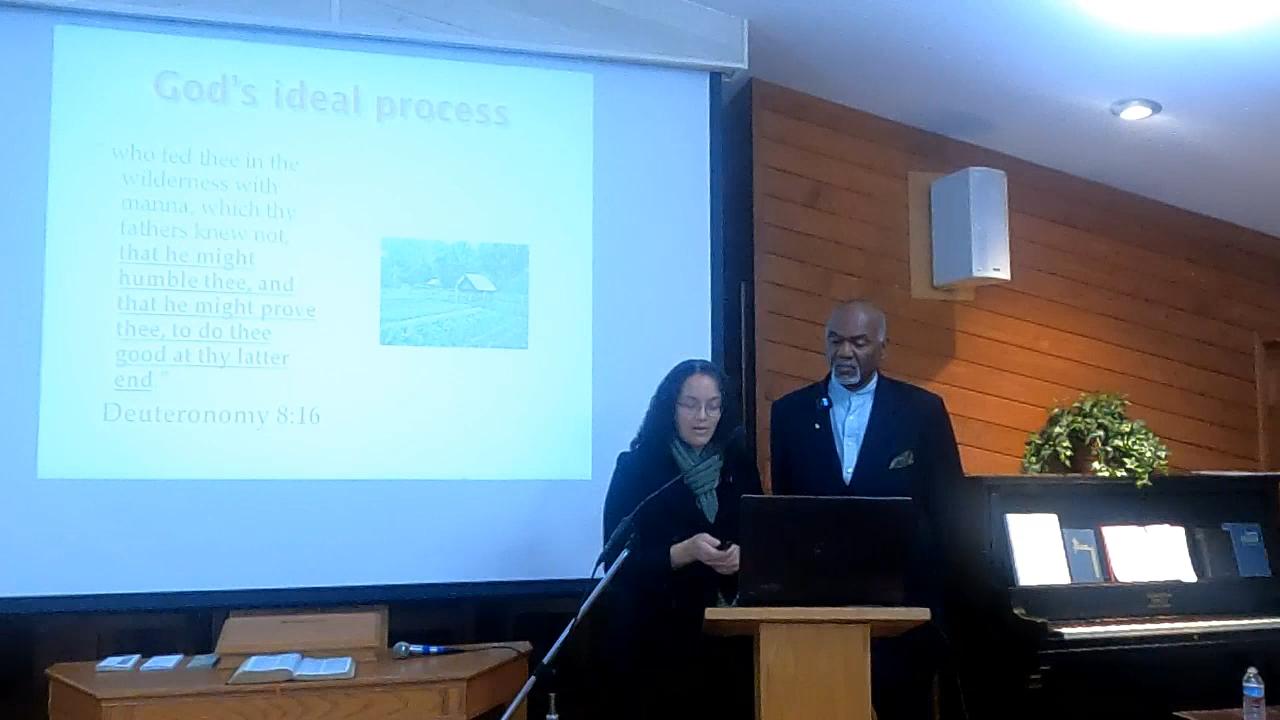 God's ideal process
"who fed thee in the
wilderness with
manna, which thy
fathers knew not,
that he might
humble thee, and
that he might prove
thee, to do thee
good at thy latter
end."
Deuteronomy 8:16